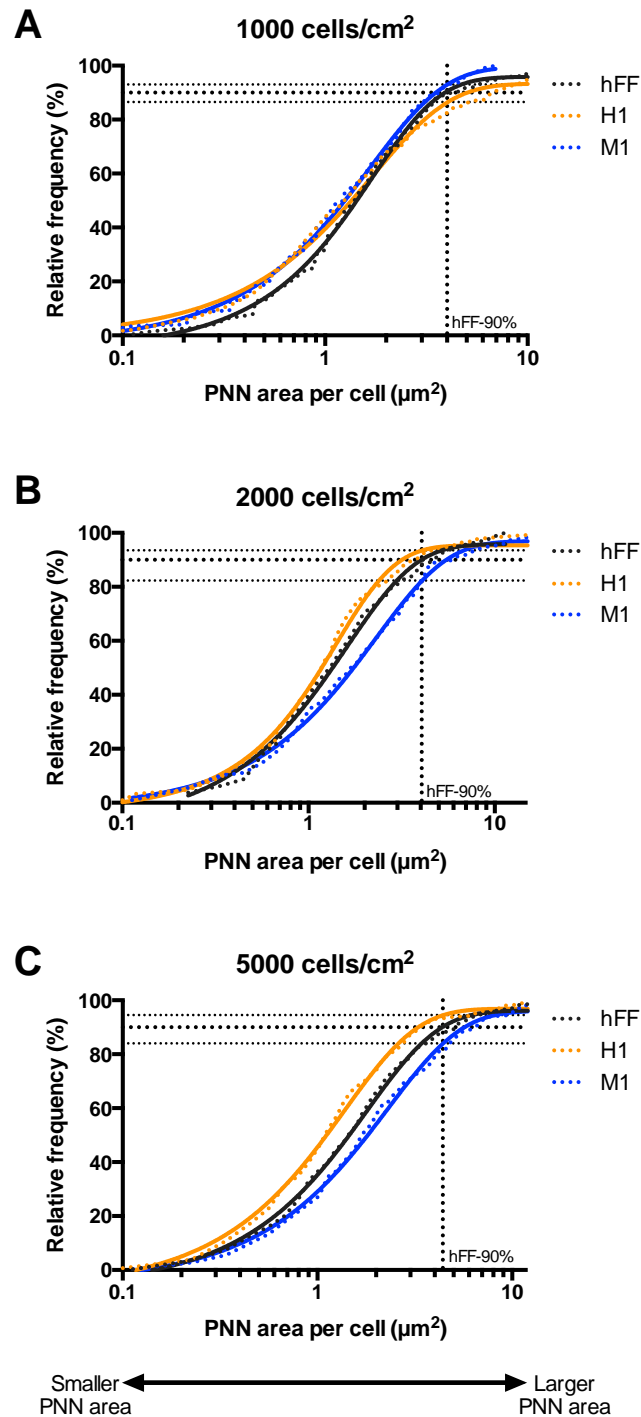 A
1000 cells/cm²
Relative frequency (%)
100
80
60
40
20
0
hFF-90%
0.1
1
10
PNN area per cell (µm²)
hFF
H1
M1
B
2000 cells/cm²
Relative frequency (%)
100
80
60
40
20
0
hFF-90%
0.1
1
10
PNN area per cell (µm²)
hFF
H1
M1
C
5000 cells/cm²
Relative frequency (%)
100
80
60
40
20
0
hFF-90%
0.1
1
10
PNN area per cell (µm²)
hFF
H1
M1
Smaller
PNN area
Larger
PNN area